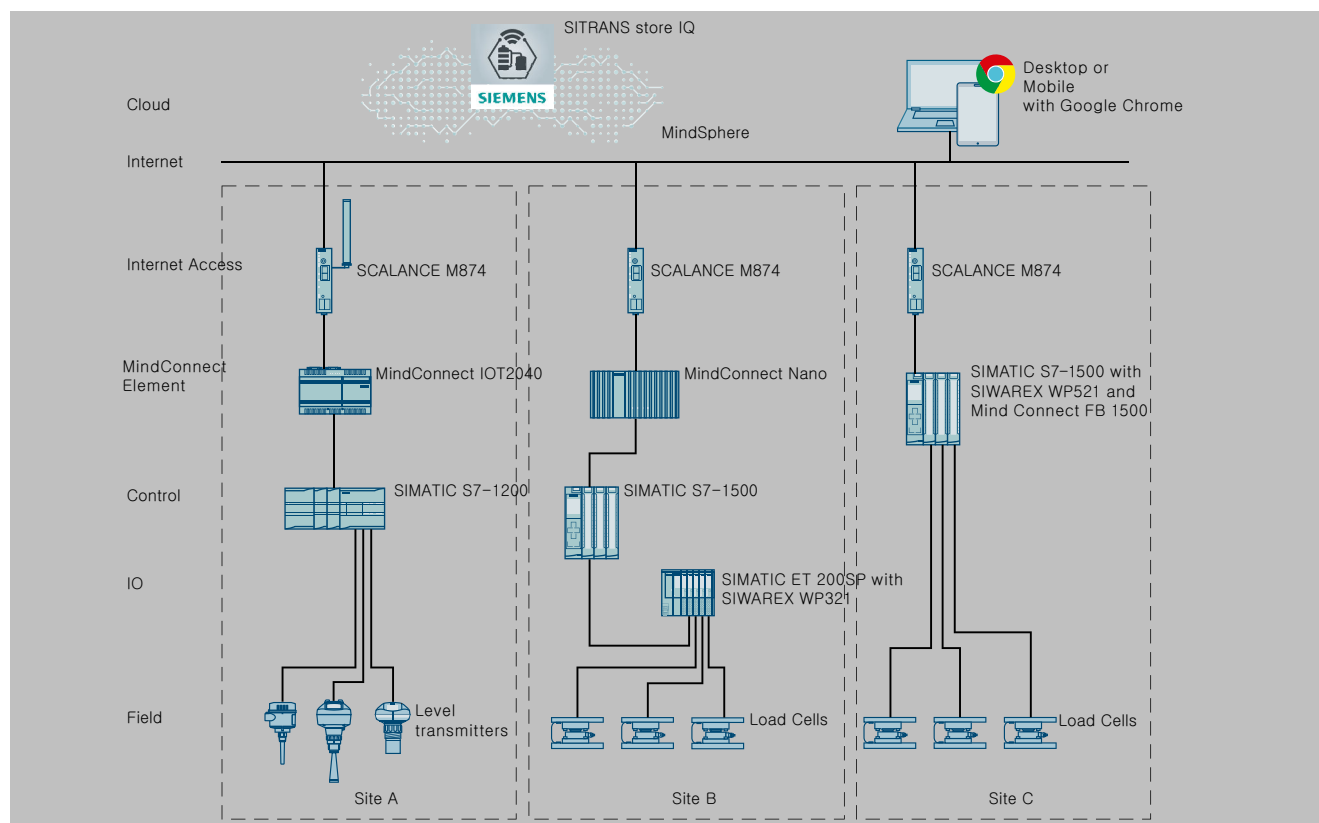 SITRANS store IQ
SIEMENS
Desktop or
Mobile
with Google Chrome
Cloud
MindSphere
Internet
Internet Access
SCALANCE M874
SCALANCE M874
SCALANCE M874
MindConnect
Element
MindConnect IOT2040
MindConnect Nano
SIMATIC S7-1500 with
SIWAREX WP521 and
Mind Connect FB 1500
Control
SIMATIC S7-1200
SIMATIC S7-1500
IO
SIMATIC ET 200SP with
SIWAREX WP321
Field
Level
transmitters
Load Cells
Load Cells
Site A
Site B
Site C